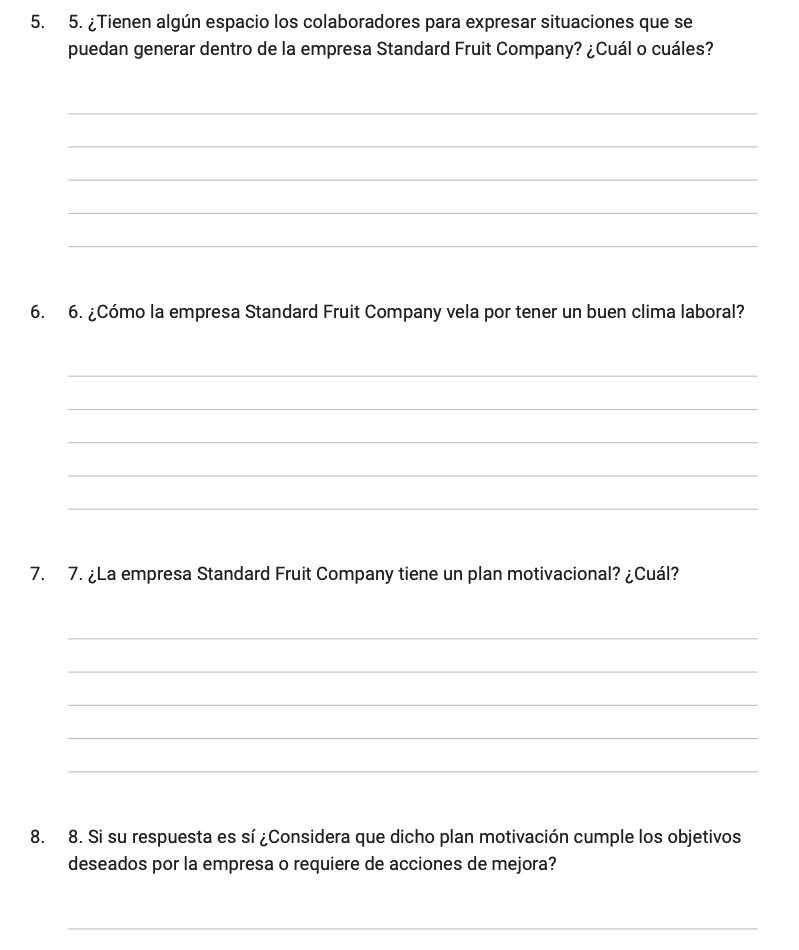 5. 5. ¿Tienen algún espacio los colaboradores para expresar situaciones que se
puedan generar dentro de la empresa Standard Fruit Company? ¿Cuál o cuáles?
6. 6. ¿Cómo la empresa Standard Fruit Company vela por tener un buen clima laboral?
7. 7. ¿La empresa Standard Fruit Company tiene un plan motivacional? ¿Cuál?
8. 8. Si su respuesta es sí ¿Considera que dicho plan motivación cumple los objetivos
deseados por la empresa o requiere de acciones de mejora?